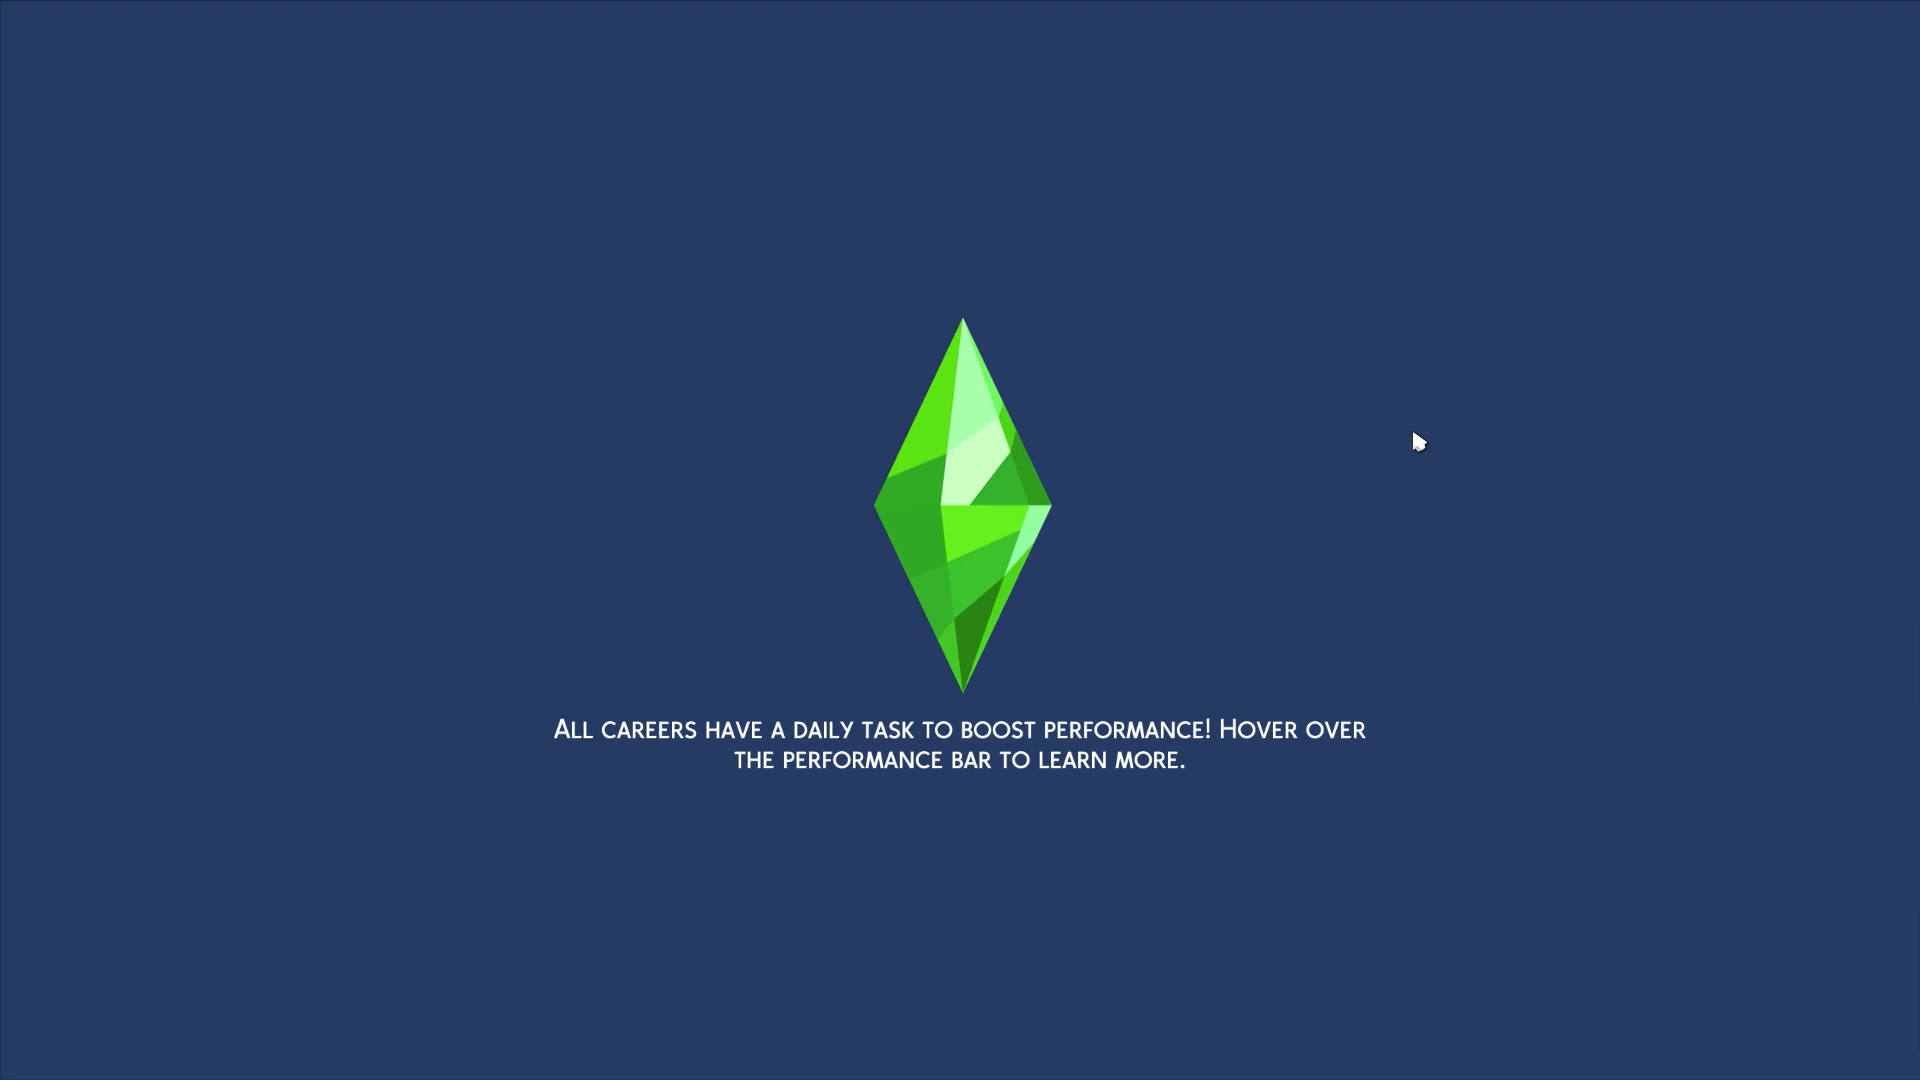 All careers have a daily task to boost performance! Hover over
the performance bar to learn more.